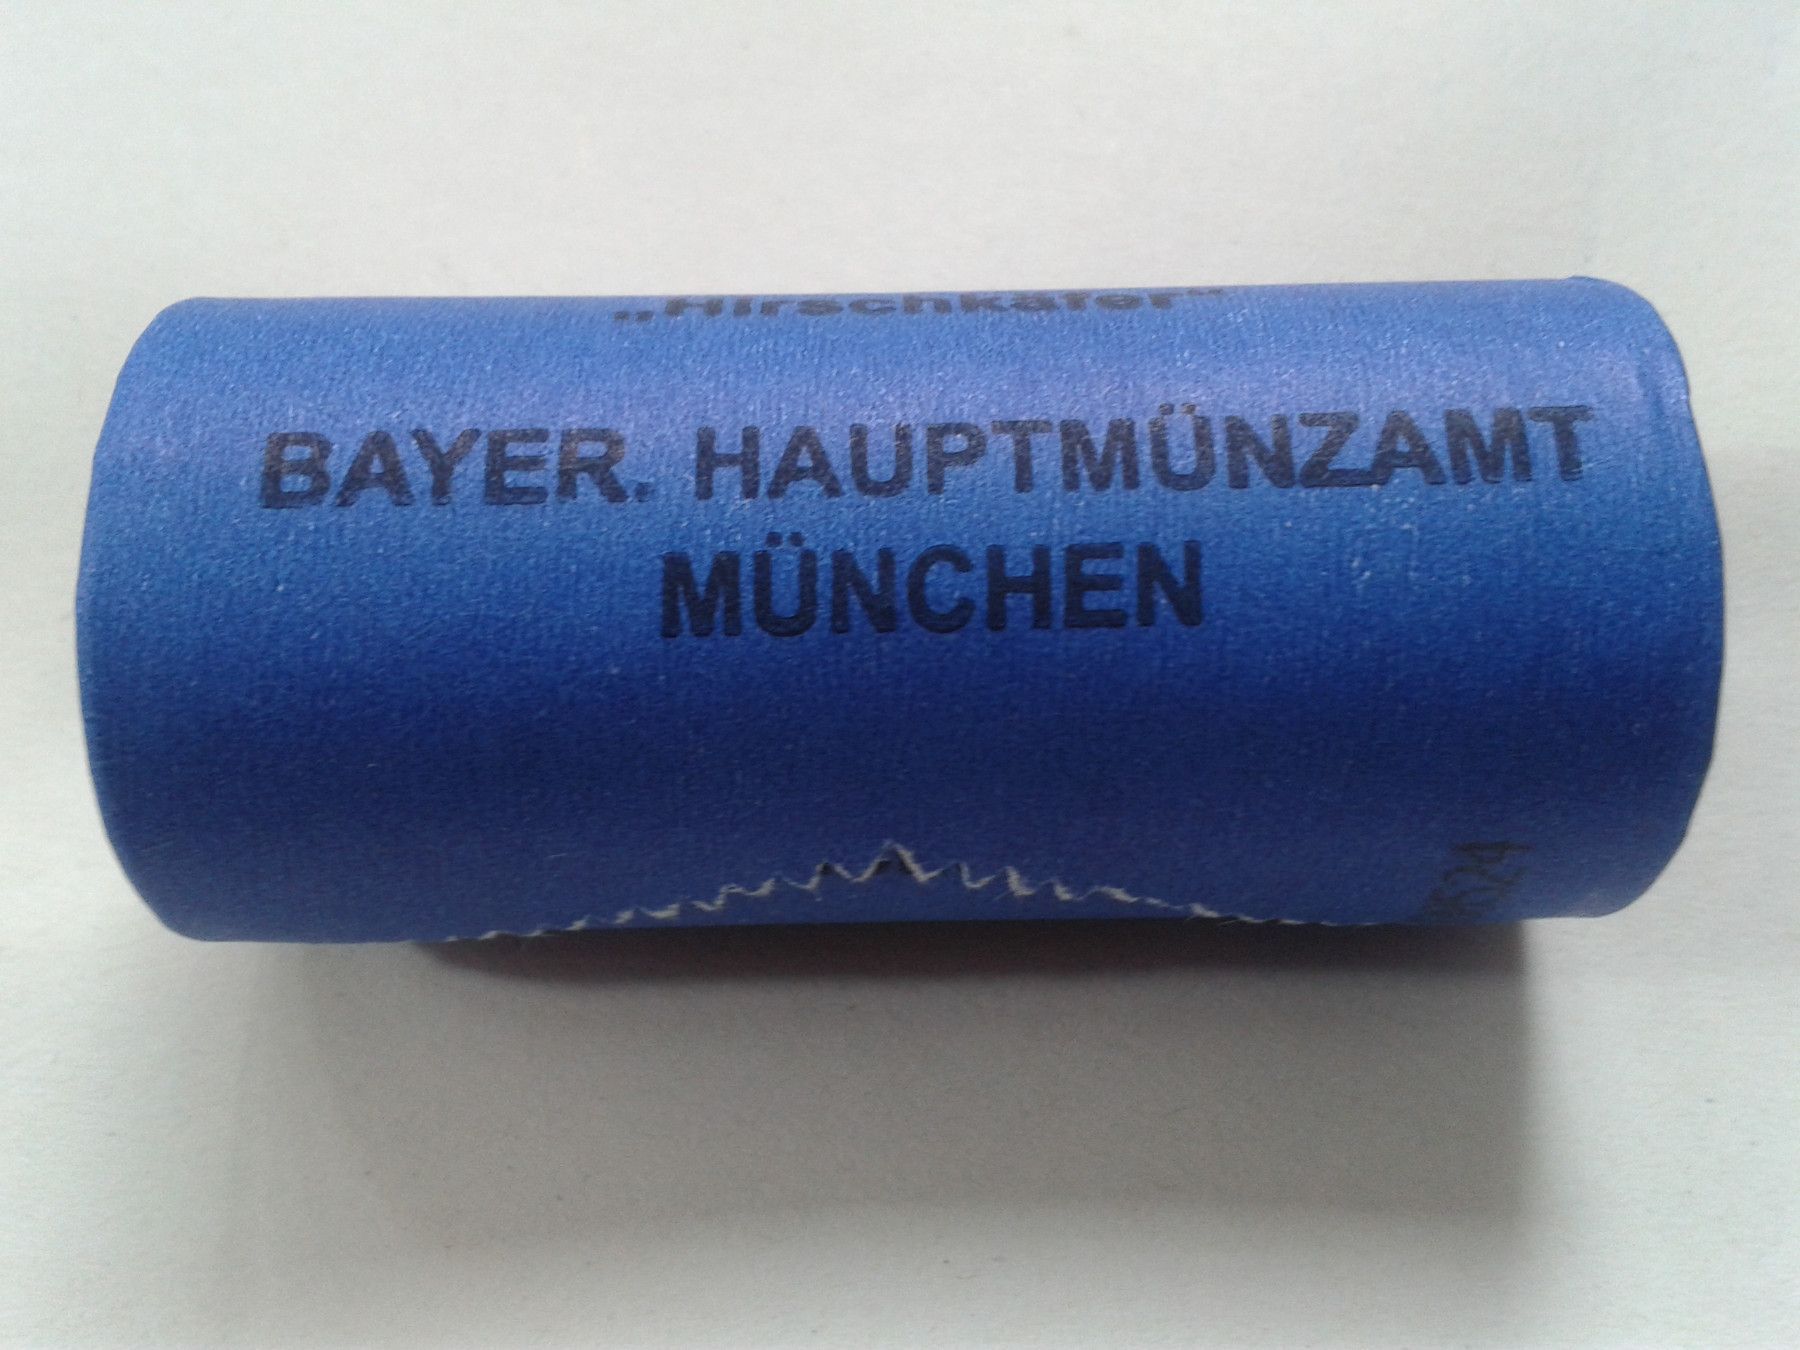 „Hirschkäfer“
BAYER. HAUPTMÜNZAMT
MÜNCHEN